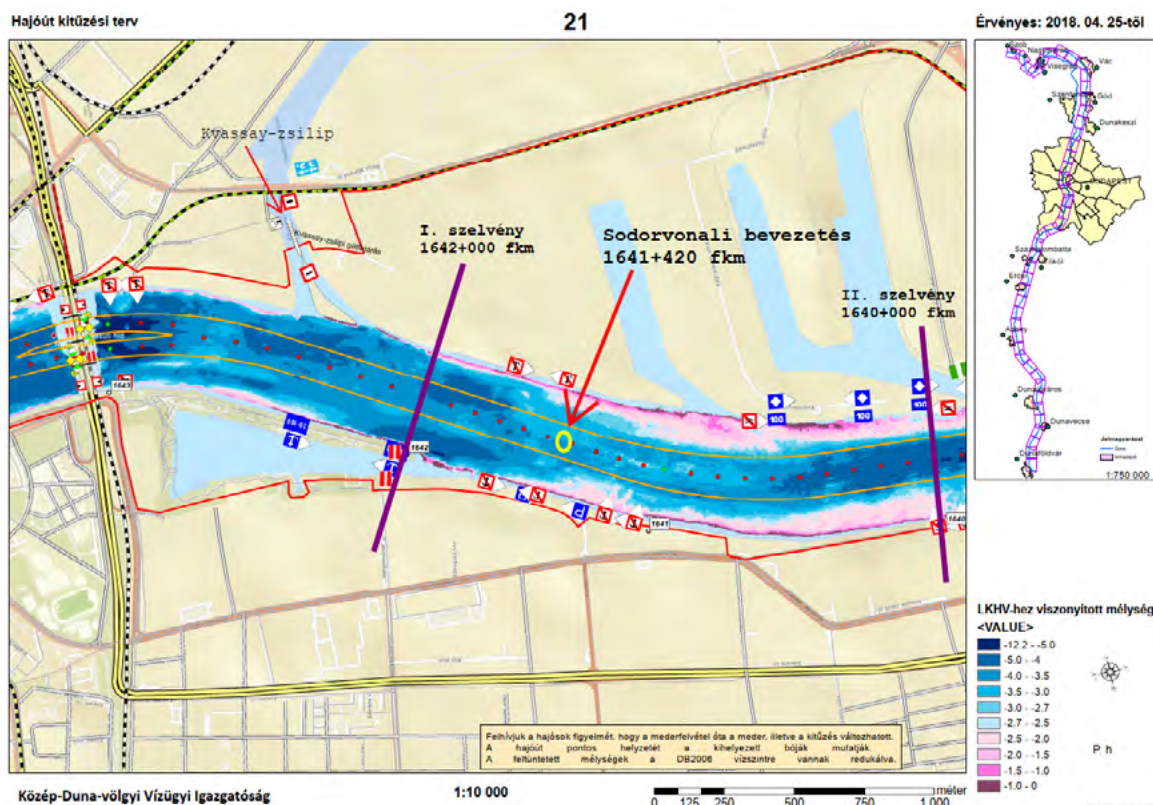 Hajóút kitűzési terv
21
Érvényes: 2018. 04. 25-től
Kvassay-zsilip
I. szelvény
1642+000 fkm
Sodorvonali bevezetés
1641+420 fkm
II. szelvény
1640+000 fkm
1643
1642
1641
1640
100
100
100
Szob
Vác
Göd
Dunakeszi
Dunavecse
Dunaföldvár
Jelmagyarázat
1:750 000
LKHV-hez viszonyított mélység
<VALUE>
-12.2 - -5.0
-5.0 - -4
-4.0 - -3.5
-3.5 - -3.0
-3.0 - -2.7
-2.7 - -2.5
-2.5 - -2.0
-2.0 - -1.5
-1.5 - -1.0
-1.0 - 0
P. h
Felhívjuk a hajósok figyelmét, hogy a mederfelvétel óta a meder, illetve a kitűzés változhatott.
A hajóút pontos helyzetét a kihelyezett bóják mutatják.
A feltüntetett mélységek a DB2006 vízszintre vannak redukálva.
Közép-Duna-völgyi Vízügyi Igazgatóság
1:10 000
méter
0 125 250 500 750 1 000